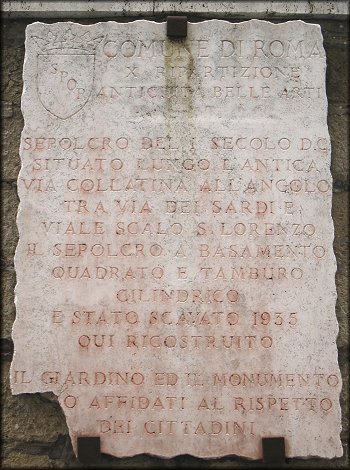 COMUNE DI ROMA
S P Q R
X RIPARTIZIONE
ANTICHITÀ BELLE ARTI
SEPOLCRO DEL I SECOLO D.C.
SITUATO LUNGO L'ANTICA
VIA COLLATINA ALL'ANGOLO
TRA VIA DEI SARDI E
VIALE SCALO S. LORENZO
IL SEPOLCRO A BASAMENTO
QUADRATO E TAMBURO
CILINDRICO
E STATO SCAVATO 1935
QUI RICOSTRUITO
IL GIARDINO ED IL MONUMENTO
O AFFIDATI AL RISPETTO
DEI CITTADINI